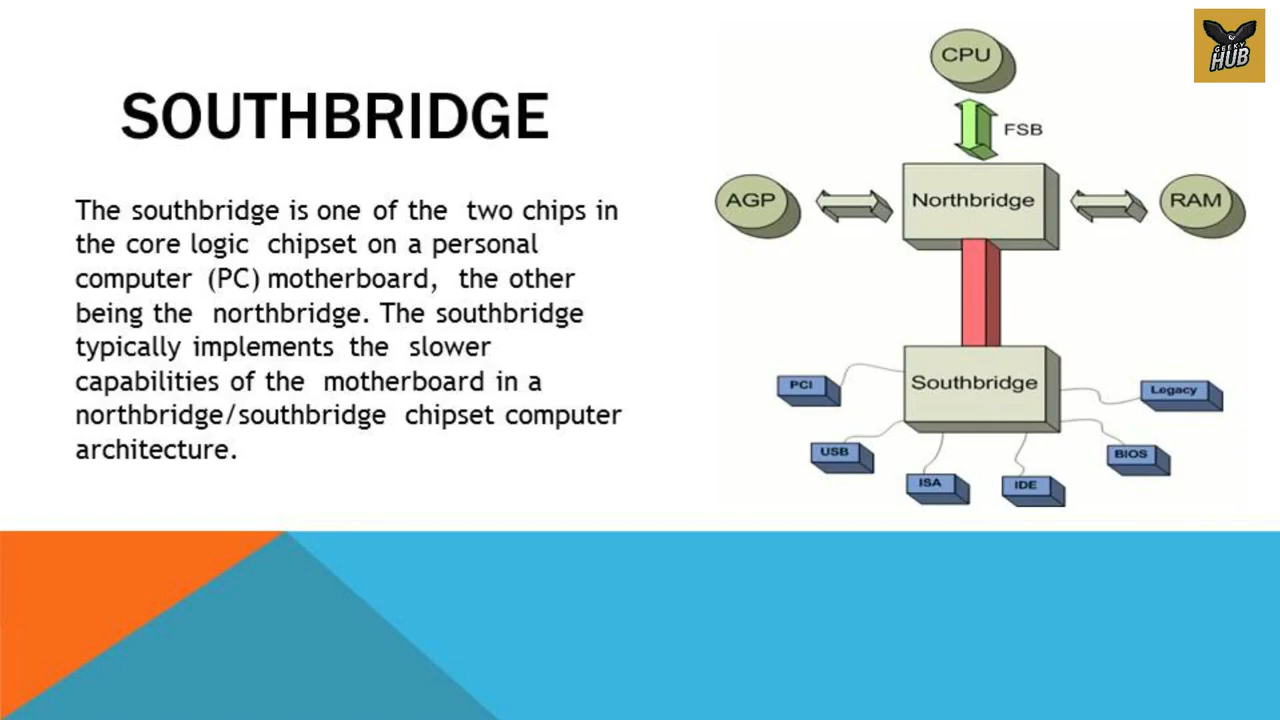 SOUTHBRIDGE
The southbridge is one of the two chips in
the core logic chipset on a personal
computer (PC) motherboard, the other
being the northbridge. The southbridge
typically implements the slower
capabilities of the motherboard in a
northbridge/southbridge chipset computer
architecture.
GEEKY
HUB
CPU
FSB
AGP
Northbridge
RAM
Southbridge
PCI
Legacy
USB
BIOS
ISA
IDE